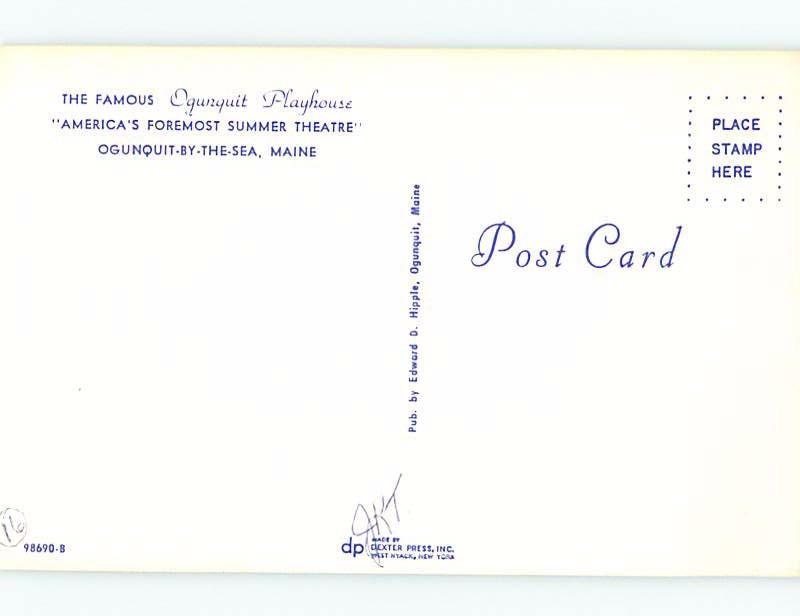 THE FAMOUS Ogunquit Playhouse
"AMERICA'S FOREMOST SUMMER THEATRE"
OGUNQUIT-BY-THE-SEA, MAINE
PLACE
STAMP
HERE
Post Card
Pub. by Edward D. Hipple, Ogunquit, Maine
16
98690-B
dp
MADE BY
DEXTER PRESS, INC.
WEST NYACK, NEW YORK